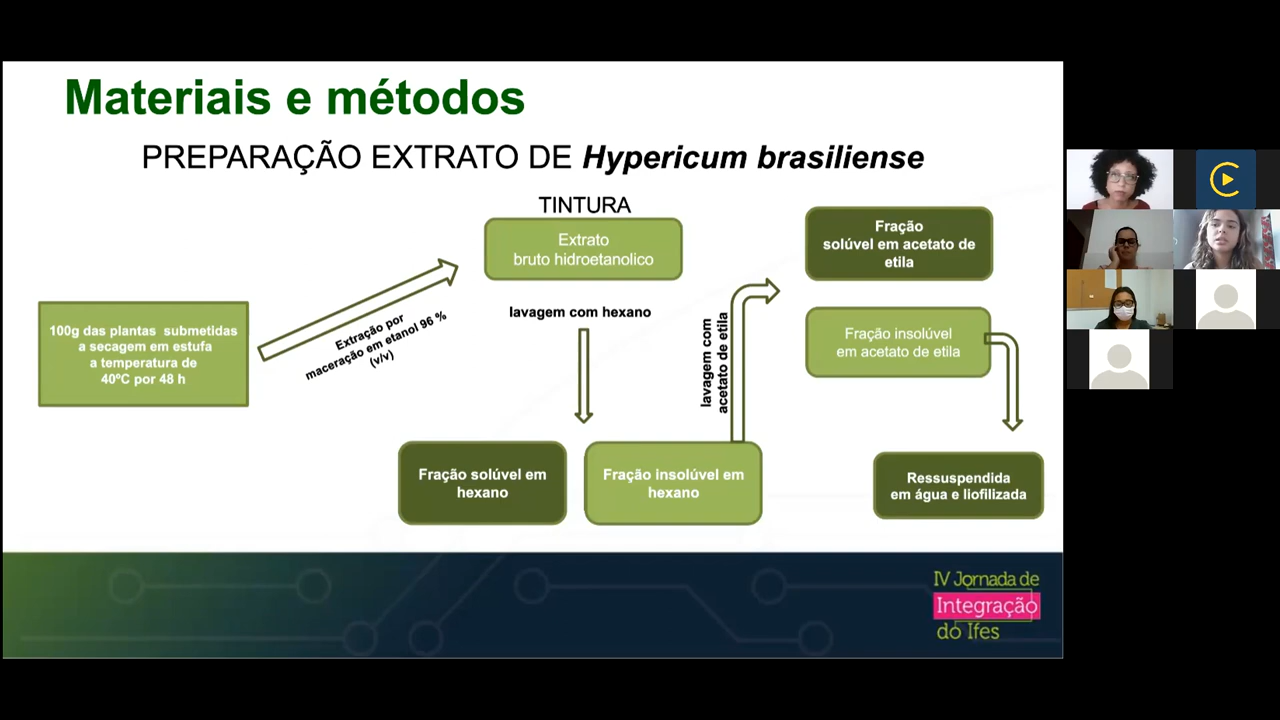 Materiais e métodos
PREPARAÇÃO EXTRATO DE Hypericum brasiliense
TINTURA
Extrato
bruto hidroetanolico
100g das plantas submetidas
a secagem em estufa
a temperatura de
40ºC por 48 h
Extração por
maceração em etanol 96 %
(v/v)
lavagem com hexano
Fração solúvel em
hexano
Fração insolúvel em
hexano
lavagem com
acetato de etila
Fração
solúvel em acetato de
etila
Fração insolúvel
em acetato de etila
Ressuspendida
em água e liofilizada
IV Jornada de
Integração
do Ifes